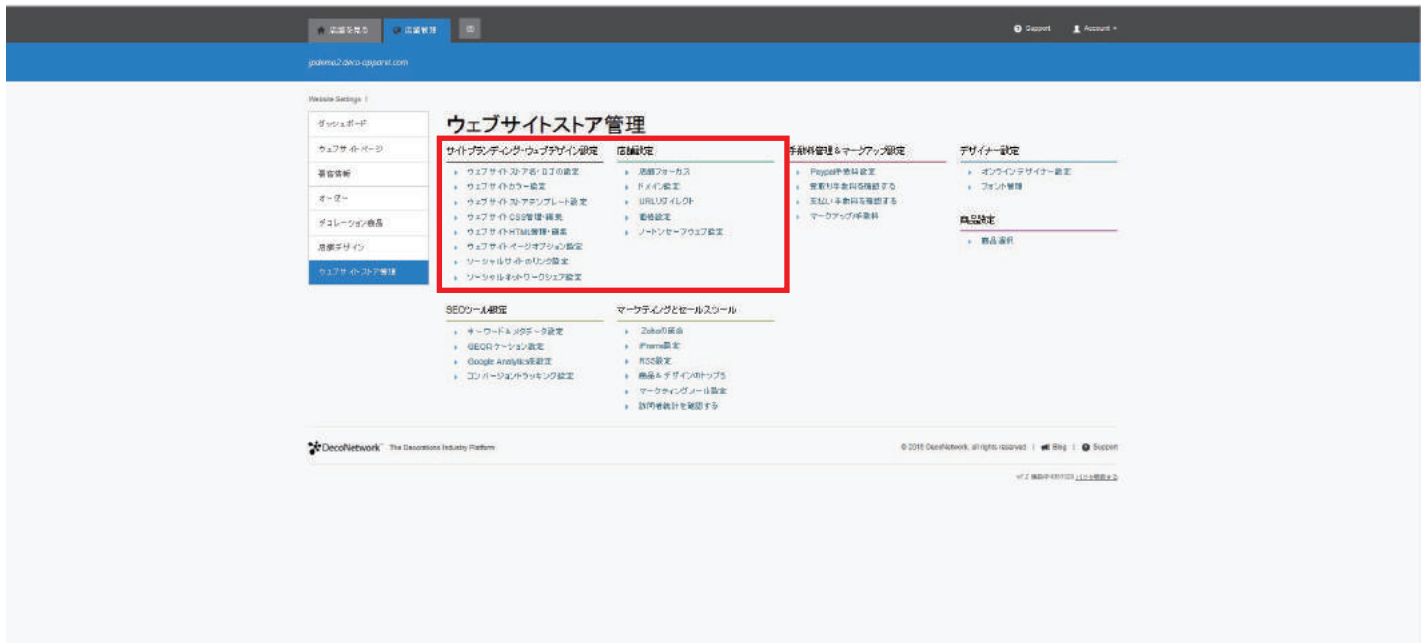 店舗を見る
店舗管理
Support
Account
jpdemo2.deco-apparel.com
Website Settings |
ダッシュボード
ウェブサイトページ
顧客情報
オーダー
デコレーション商品
店舗デザイン
ウェブサイトストア管理
ウェブサイトストア管理
サイトブランディング・ウェブデザイン設定
ウェブサイトストア名・ロゴの設定
ウェブサイトカラー設定
ウェブサイトストアテンプレート設定
ウェブサイトCSS管理・編集
ウェブサイトHTML管理・編集
ウェブサイトページオプション設定
ソーシャルサイトのリンク設定
ソーシャルネットワークシェア設定
店舗設定
店舗フォーカス
ドメイン設定
URLリダイレクト
価格設定
ノートンセーフウェブ設定
手数料管理&マークアップ設定
Paypal手数料設定
受取り手数料を確認する
支払い手数料を確認する
マークアップ/手数料
デザイナー設定
オンラインデザイナー設定
フォント管理
商品設定
商品選択
SEOツール設定
キーワード&メタデータ設定
GEOロケーション設定
Google Analytics設定
コンバージョントラッキング設定
マーケティングとセールスツール
Zohoの統合
iFrame設定
RSS設定
商品&デザインのトップ5
マーケティングメール設定
訪問者統計を確認する
DecoNetwork The Decorations Industry Platform
DecoNetwork, all rights reserved | Blog | Support